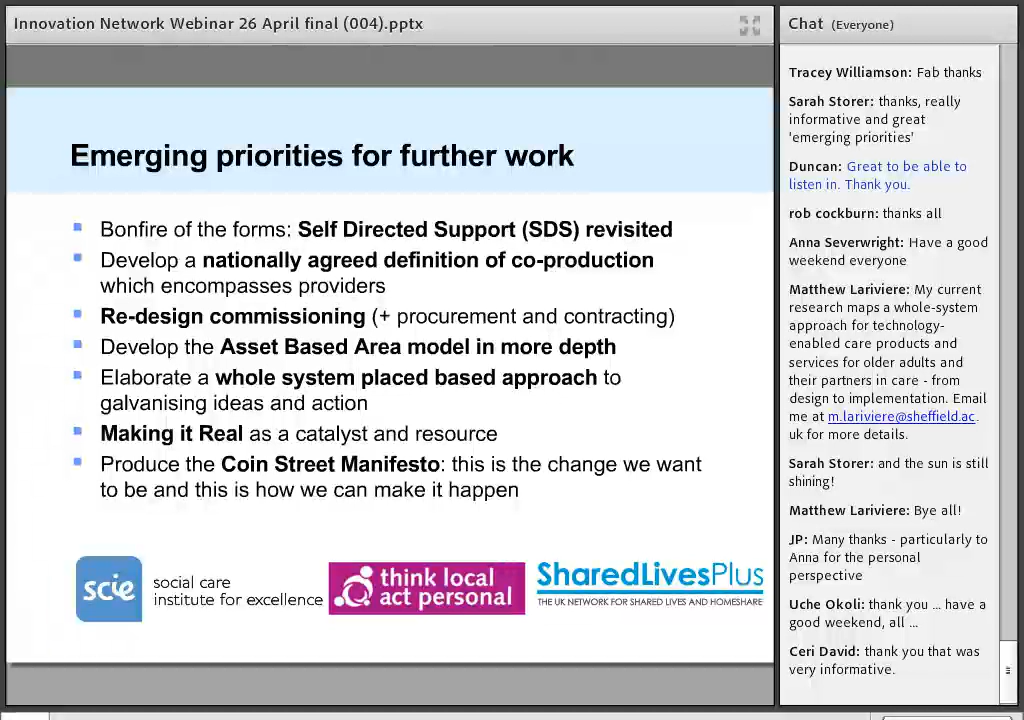 Innovation Network Webinar 26 April final (004).pptx
Emerging priorities for further work
Bonfire of the forms: Self Directed Support (SDS) revisited
Develop a nationally agreed definition of co-production
which encompasses providers
Re-design commissioning (+ procurement and contracting)
Develop the Asset Based Area model in more depth
Elaborate a whole system placed based approach to
galvanising ideas and action
Making it Real as a catalyst and resource
Produce the Coin Street Manifesto: this is the change we want
to be and this is how we can make it happen
scie
social care
institute for excellence
think local
act personal
SharedLivesPlus
THE UK NETWORK FOR SHARED LIVES AND HOMESHARE
Chat (Everyone)
Tracey Williamson: Fab thanks
Sarah Storer: thanks, really
informative and great
'emerging priorities'
Duncan: Great to be able to
listen in. Thank you.
rob cockburn: thanks all
Anna Severwright: Have a good
weekend everyone
Matthew Lariviere: My current
research maps a whole-system
approach for technology-
enabled care products and
services for older adults and
their partners in care - from
design to implementation. Email
me at m.lariviere@sheffield.ac.
uk for more details.
Sarah Storer: and the sun is still
shining!
Matthew Lariviere: Bye all!
JP: Many thanks - particularly to
Anna for the personal
perspective
Uche Okoli: thank you ... have a
good weekend, all ...
Ceri David: thank you that was
very informative.